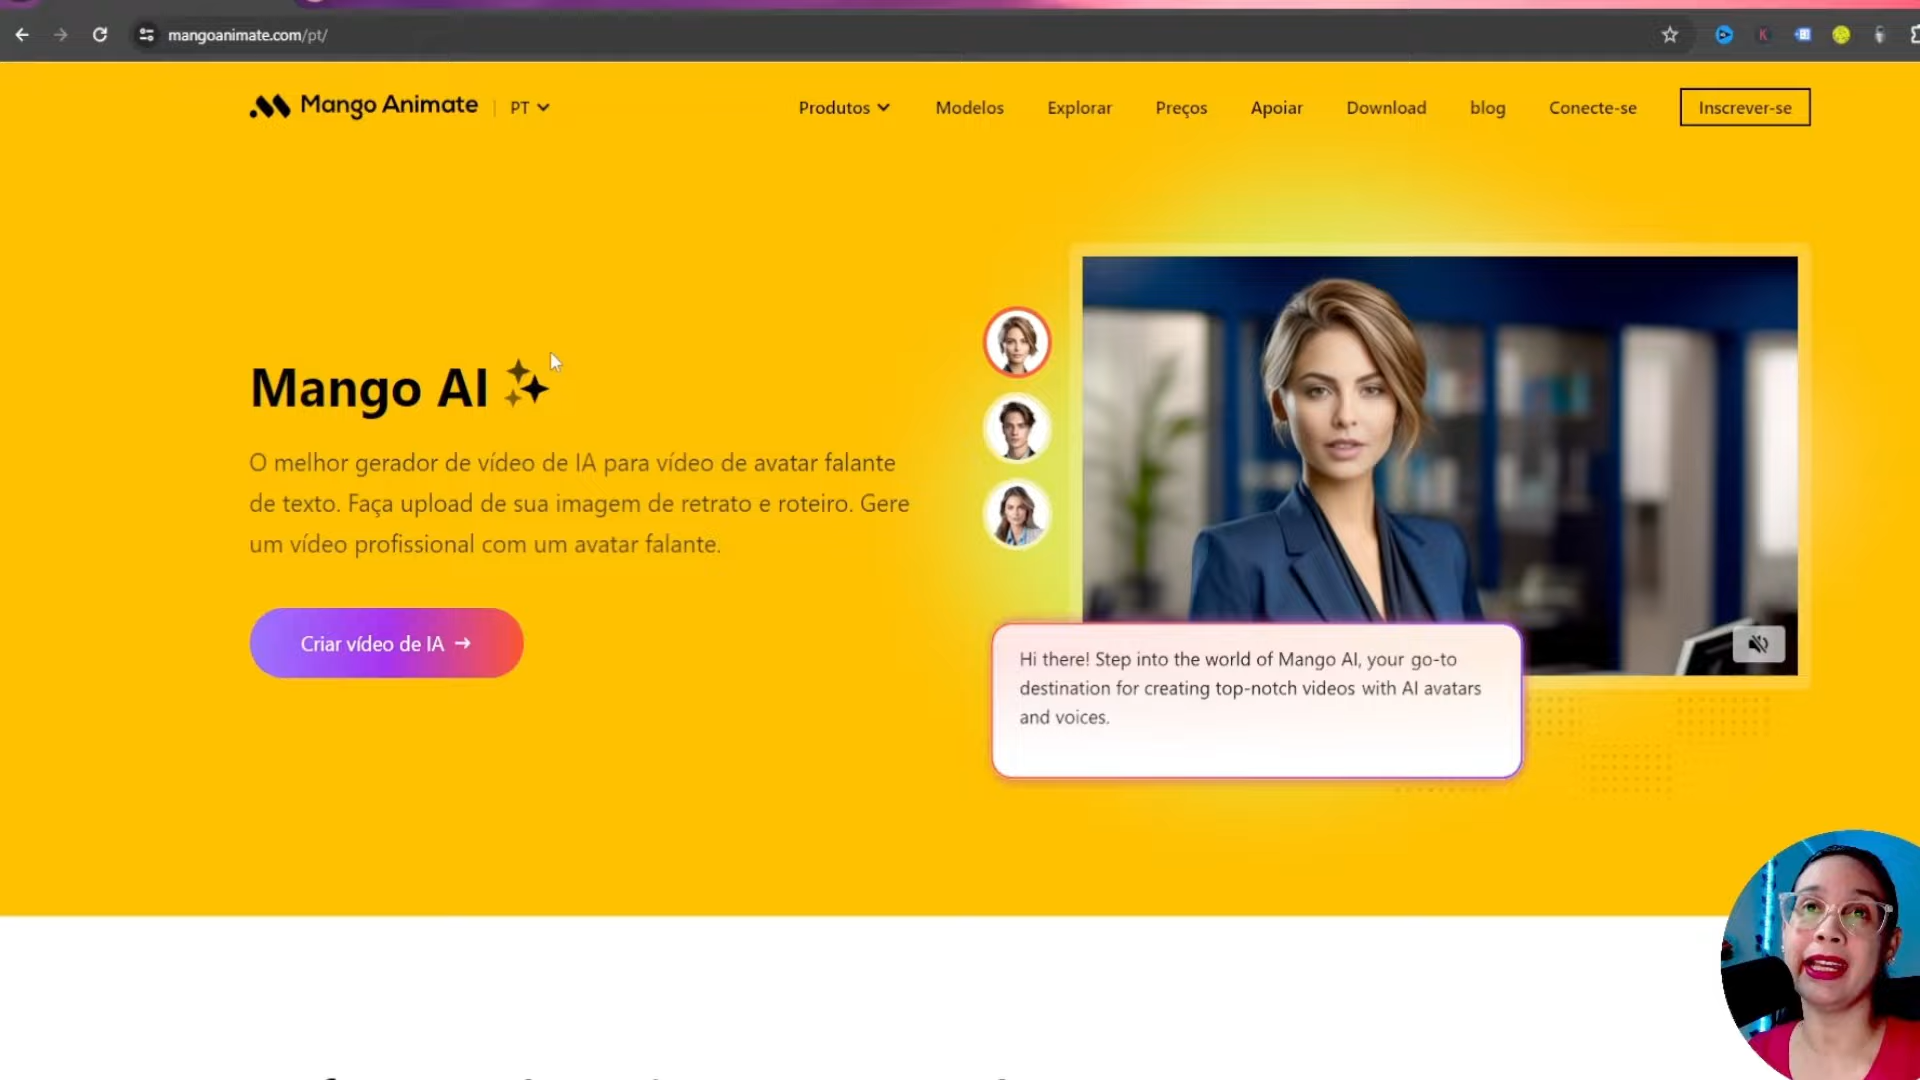 mangoanimate.com/pt/
Mango Animate | PT
Produtos Modelos Explorar Preços Apoiar Download blog Conecte-se Inscrever-se
Mango AI
O melhor gerador de vídeo de IA para vídeo de avatar falante
de texto. Faça upload de sua imagem de retrato e roteiro. Gere
um vídeo profissional com um avatar falante.
Criar vídeo de IA →
Hi there! Step into the world of Mango AI, your go-to
destination for creating top-notch videos with AI avatars
and voices.